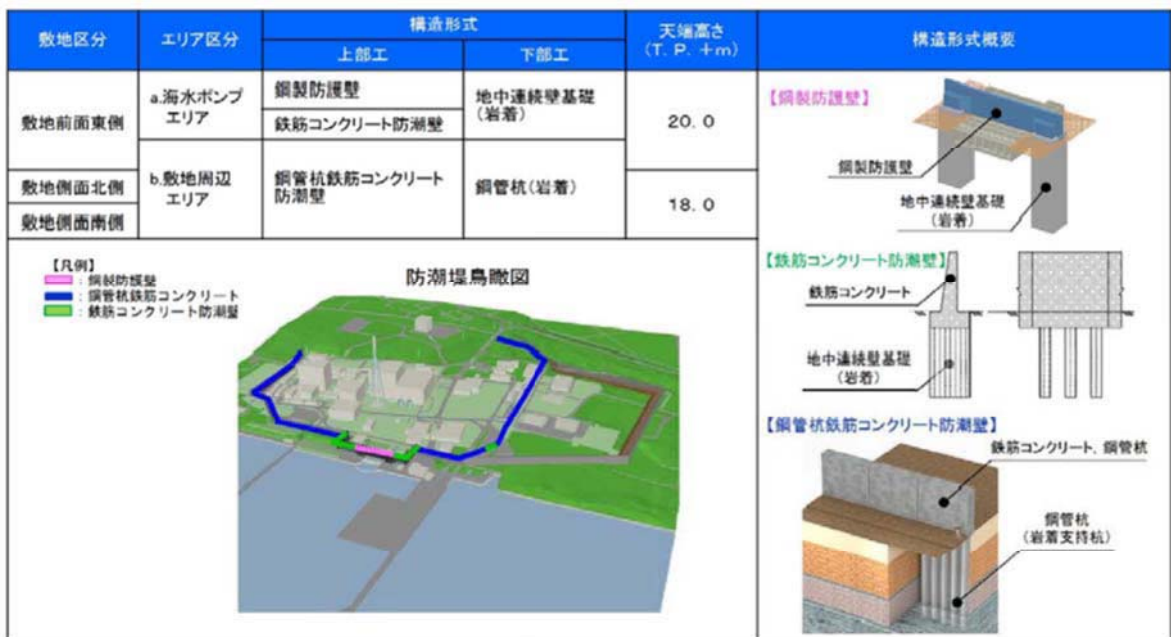 敷地区分
エリア区分
構造形式
上部工
下部工
天端高さ
(T. P. +m)
構造形式概要
敷地前面東側
a.海水ポンプ
エリア
鋼製防護壁
鉄筋コンクリート防潮壁
地中連続壁基礎
(岩着)
20. 0
敷地側面北側
敷地側面南側
b.敷地周辺
エリア
鋼管杭鉄筋コンクリート
防潮壁
鋼管杭(岩着)
18. 0
【凡例】
:鋼製防護壁
:鋼管杭鉄筋コンクリート
:鉄筋コンクリート防潮壁
防潮堤鳥瞰図
【鋼製防護壁】
鋼製防護壁
地中連続壁基礎
(岩着)
【鉄筋コンクリート防潮壁】
鉄筋コンクリート
地中連続壁基礎
(岩着)
【鋼管杭鉄筋コンクリート防潮壁】
鉄筋コンクリート、鋼管杭
鋼管杭
(岩着支持杭)